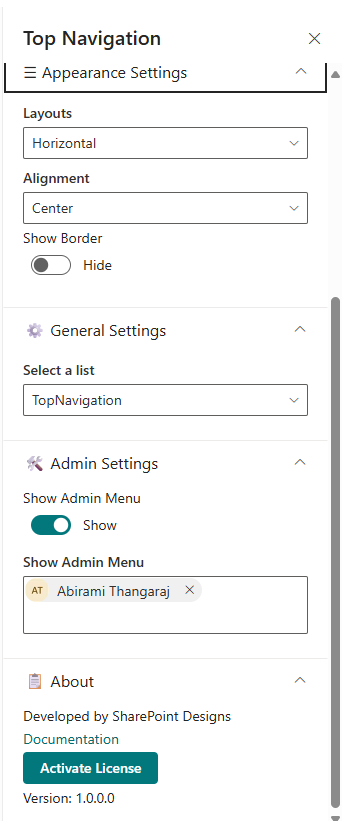 Top Navigation
Appearance Settings
Layouts
Horizontal
Alignment
Center
Show Border
Hide
General Settings
Select a list
TopNavigation
Admin Settings
Show Admin Menu
Show
Show Admin Menu
AT Abirami Thangaraj
About
Developed by SharePoint Designs
Documentation
Activate License
Version: 1.0.0.0